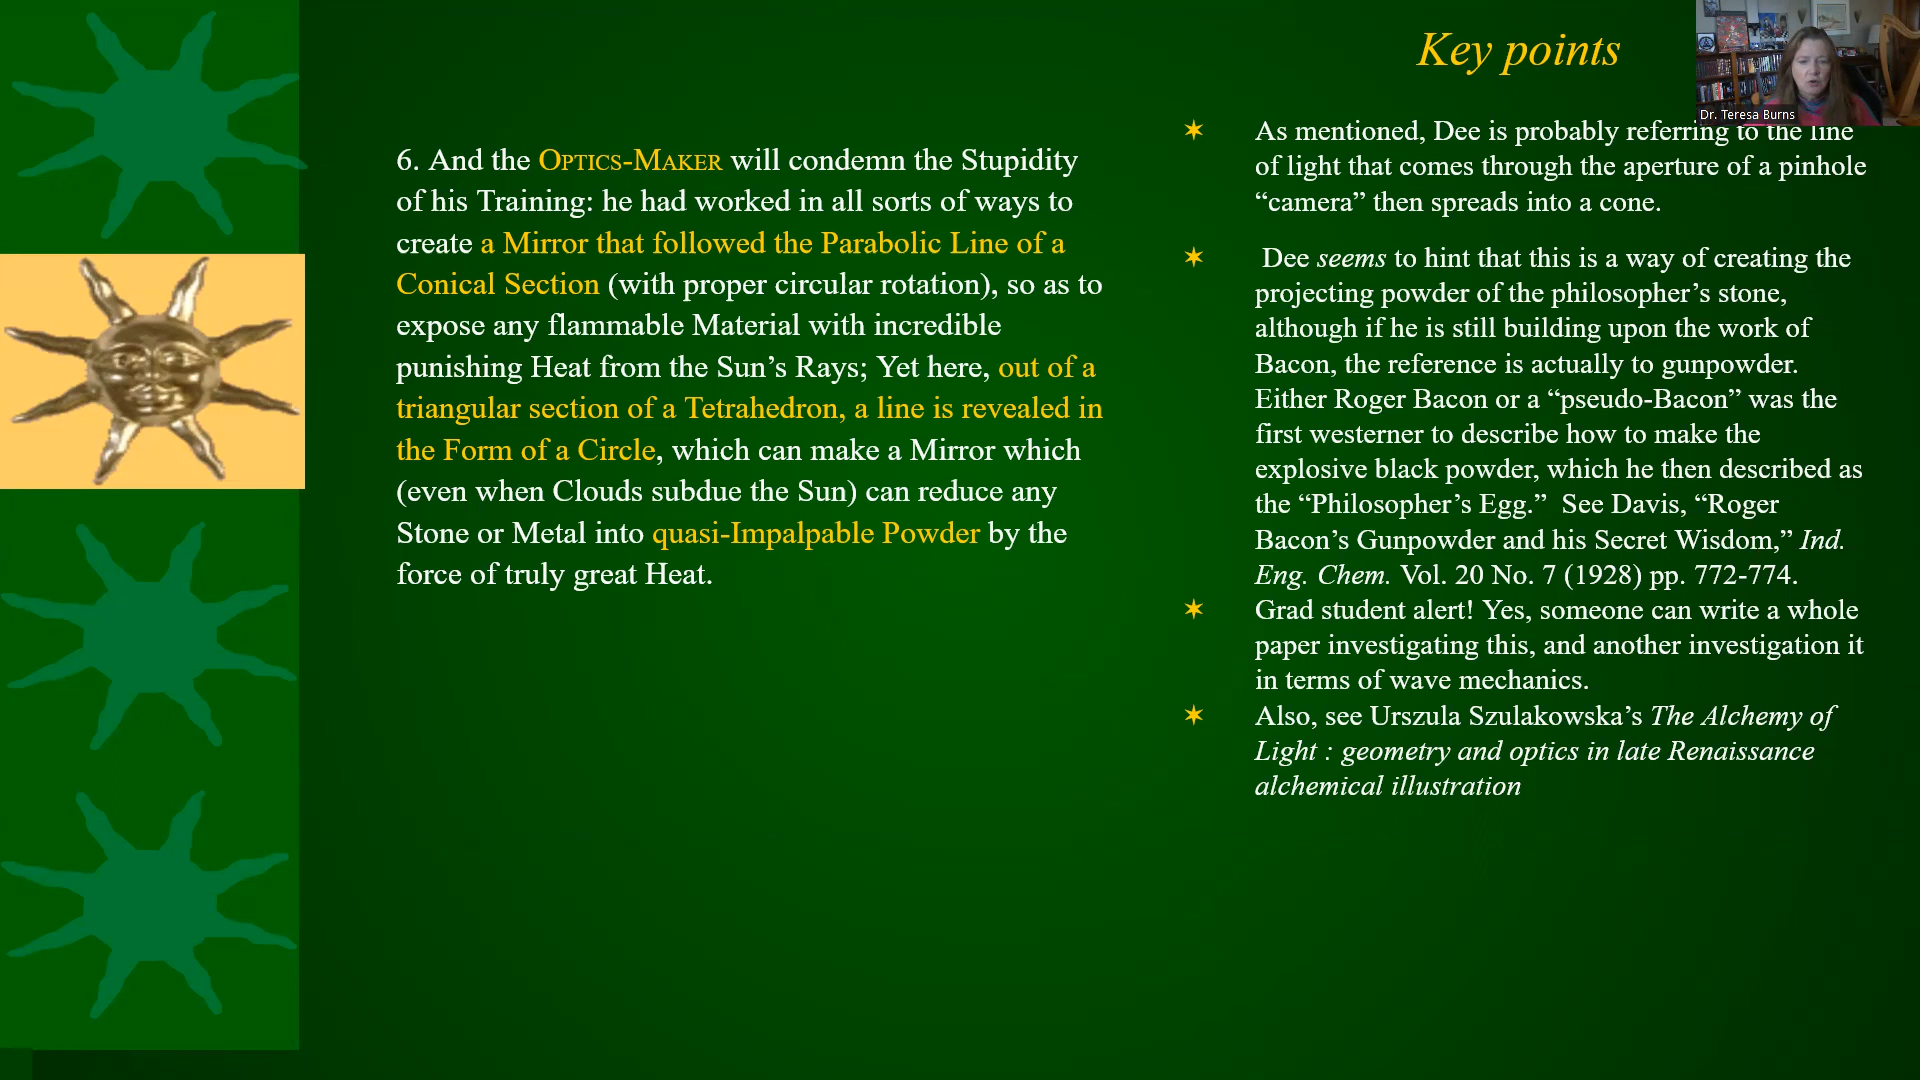 Key points
Dr. Teresa Burns
6. And the OPTICS-MAKER will condemn the Stupidity
of his Training: he had worked in all sorts of ways to
create a Mirror that followed the Parabolic Line of a
Conical Section (with proper circular rotation), so as to
expose any flammable Material with incredible
punishing Heat from the Sun’s Rays; Yet here, out of a
triangular section of a Tetrahedron, a line is revealed in
the Form of a Circle, which can make a Mirror which
(even when Clouds subdue the Sun) can reduce any
Stone or Metal into quasi-Impalpable Powder by the
force of truly great Heat.
As mentioned, Dee is probably referring to the line
of light that comes through the aperture of a pinhole
“camera” then spreads into a cone.
Dee seems to hint that this is a way of creating the
projecting powder of the philosopher’s stone,
although if he is still building upon the work of
Bacon, the reference is actually to gunpowder.
Either Roger Bacon or a “pseudo-Bacon” was the
first westerner to describe how to make the
explosive black powder, which he then described as
the “Philosopher’s Egg.”  See Davis, “Roger
Bacon’s Gunpowder and his Secret Wisdom,” Ind.
Eng. Chem. Vol. 20 No. 7 (1928) pp. 772-774.
Grad student alert! Yes, someone can write a whole
paper investigating this, and another investigation it
in terms of wave mechanics.
Also, see Urszula Szulakowska’s The Alchemy of
Light : geometry and optics in late Renaissance
alchemical illustration